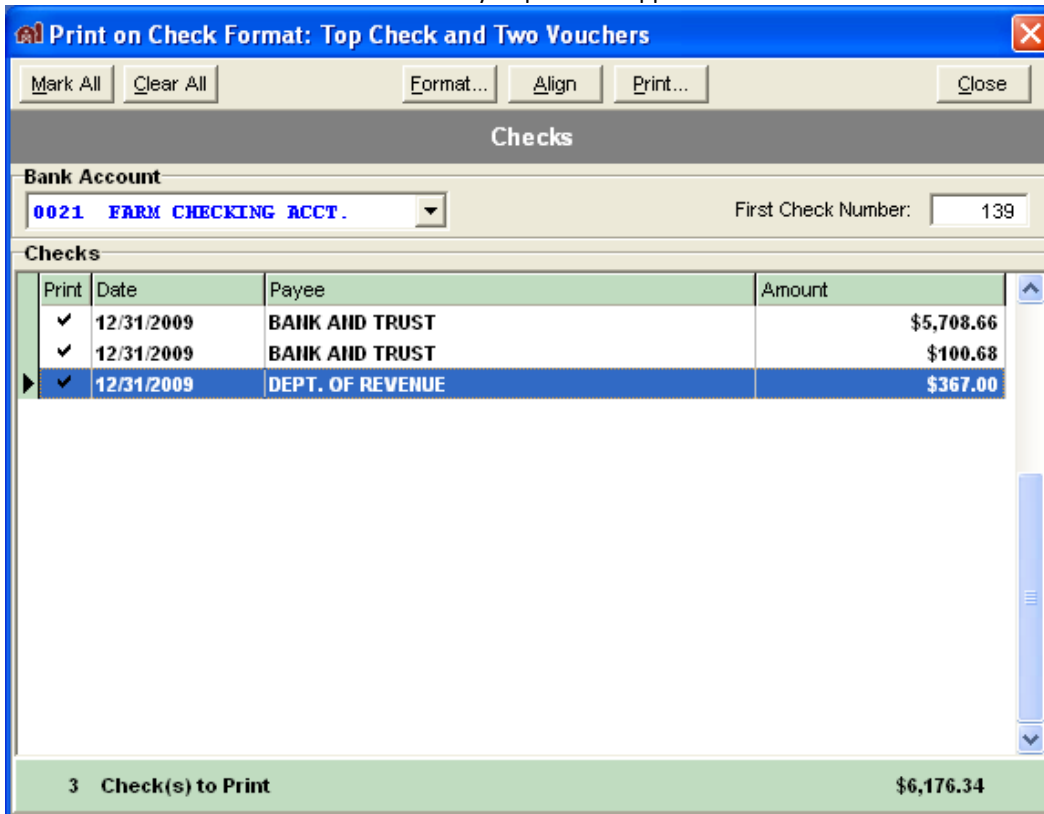 Print on Check Format: Top Check and Two Vouchers
Mark All Clear All Format... Align Print... Close
Checks
Bank Account
0021 FARM CHECKING ACCT. First Check Number: 139
Checks
Print Date Payee Amount
12/31/2009 BANK AND TRUST $5,708.66
12/31/2009 BANK AND TRUST $100.68
12/31/2009 DEPT. OF REVENUE $367.00
3 Check(s) to Print $6,176.34